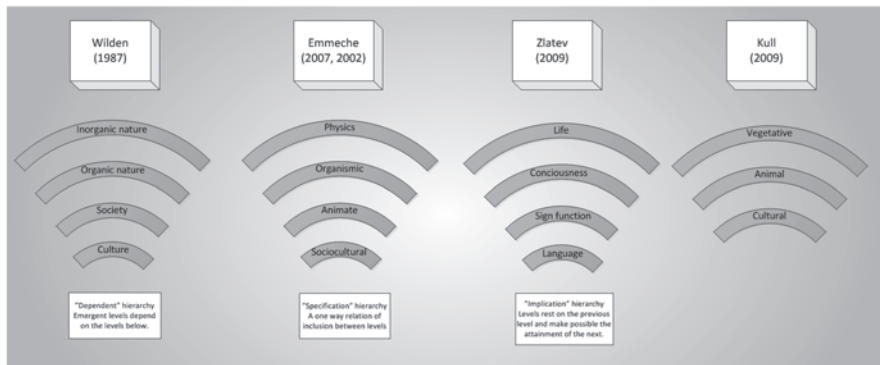 Wilden
(1987)
Emmeche
(2007, 2002)
Zlatev
(2009)
Kull
(2009)
Inorganic nature
Organic nature
Society
Culture
Physics
Organismic
Animate
Sociocultural
Life
Conciousness
Sign function
Language
Vegetative
Animal
Cultural
"Dependent" hierarchy
Emergent levels depend
on the levels below.
"Specification" hierarchy
A one way relation of
inclusion between levels
"Implication" hierarchy
Levels rest on the previous
level and make possible the
attainment of the next.